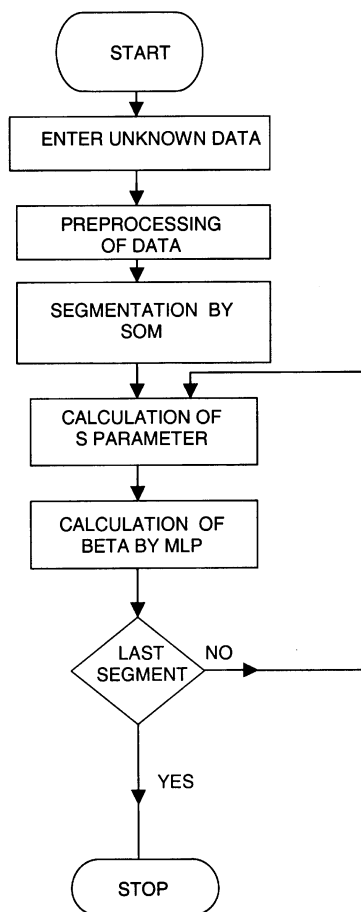 START
ENTER UNKNOWN DATA
PREPROCESSING
OF DATA
SEGMENTATION BY
SOM
CALCULATION OF
S PARAMETER
CALCULATION OF
BETA BY MLP
LAST
SEGMENT
NO
YES
STOP